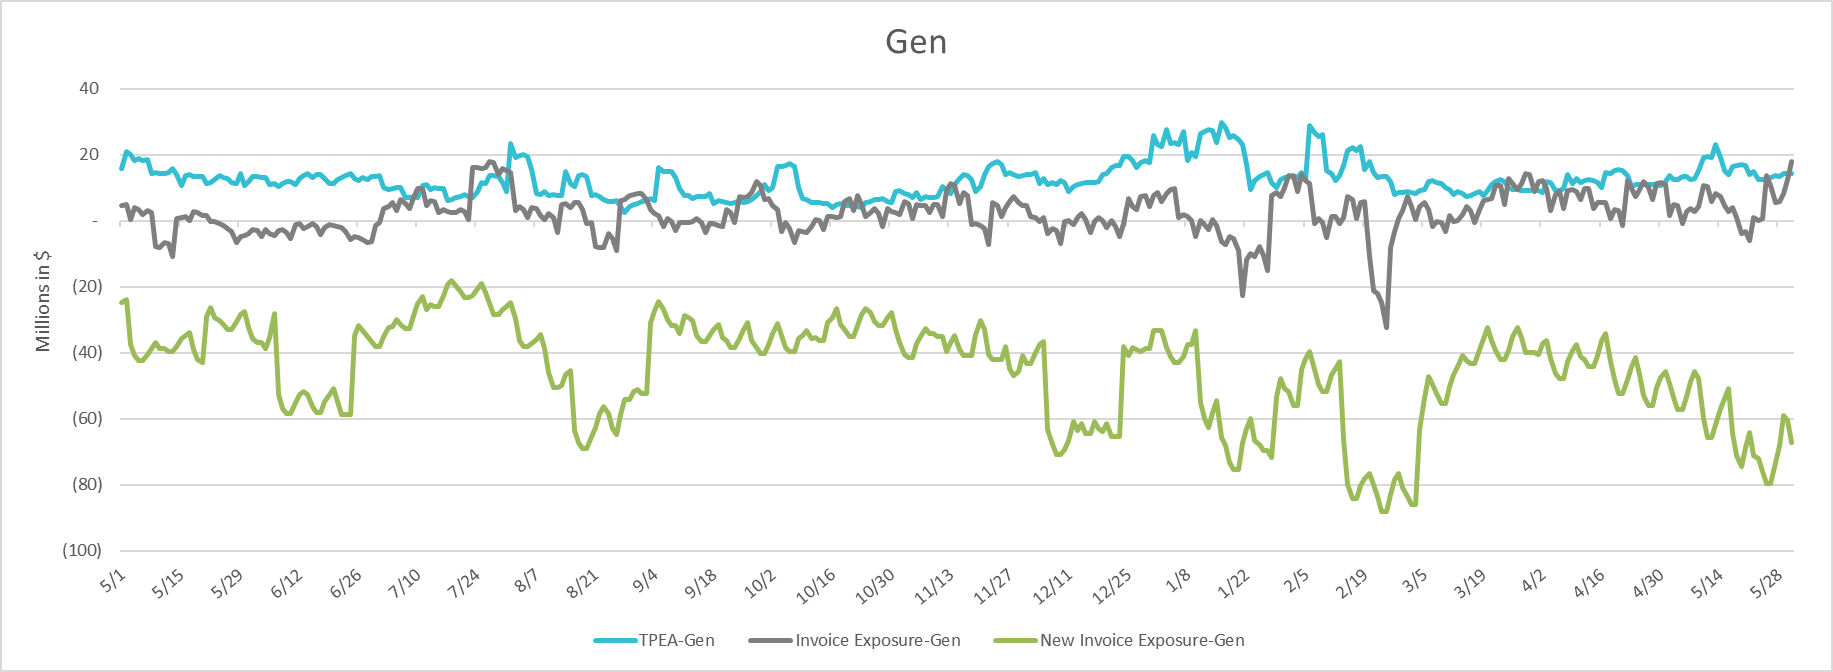 Gen
40
20
-
(20)
(40)
(60)
(80)
(100)
Millions in $
5/1 5/15 5/29 6/12 6/26 7/10 7/24 8/7 8/21 9/4 9/18 10/2 10/16 10/30 11/13 11/27 12/11 12/25 1/8 1/22 2/5 2/19 3/5 3/19 4/2 4/16 4/30 5/14 5/28
TPEA-Gen Invoice Exposure-Gen New Invoice Exposure-Gen